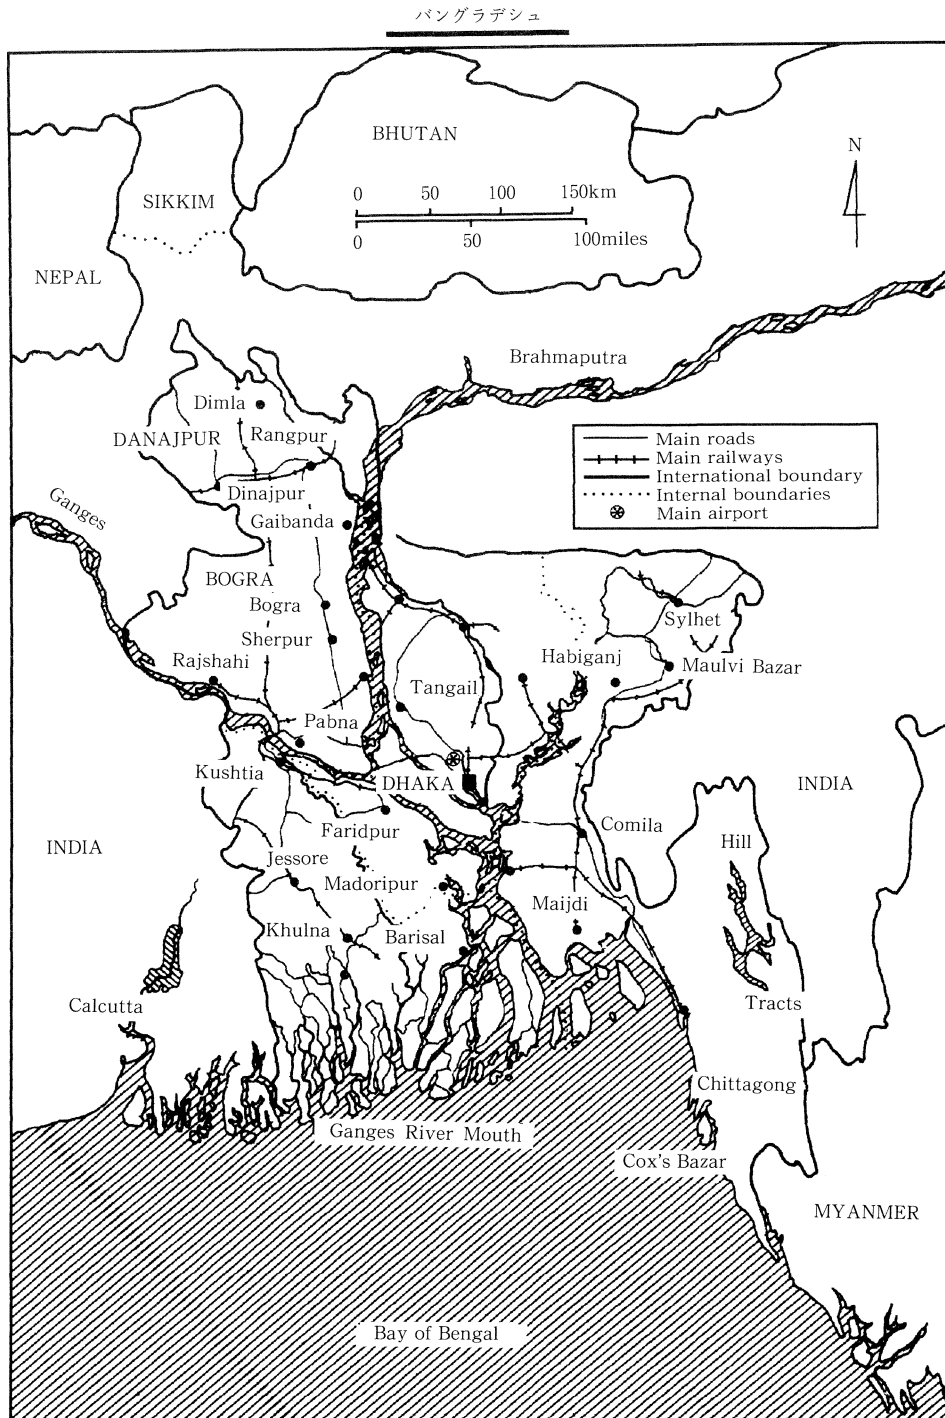 バングラデシュ
BHUTAN
N
0 50 100 150km
0 50 100miles
SIKKIM
NEPAL
Brahmaputra
Dimla
DANAJPUR
Rangpur
Main roads
Main railways
International boundary
Internal boundaries
Main airport
Dinajpur
Ganges
Gaibanda
BOGRA
Bogra
Sylhet
Sherpur
Habiganj
Maulvi Bazar
Rajshahi
Tangail
Pabna
Kushtia
DHAKA
INDIA
Faridpur
Comila
INDIA
Hill
Jessore
Madoripur
Maijdi
Khulna
Barisal
Calcutta
Tracts
Chittagong
Ganges River Mouth
Cox's Bazar
MYANMER
Bay of Bengal